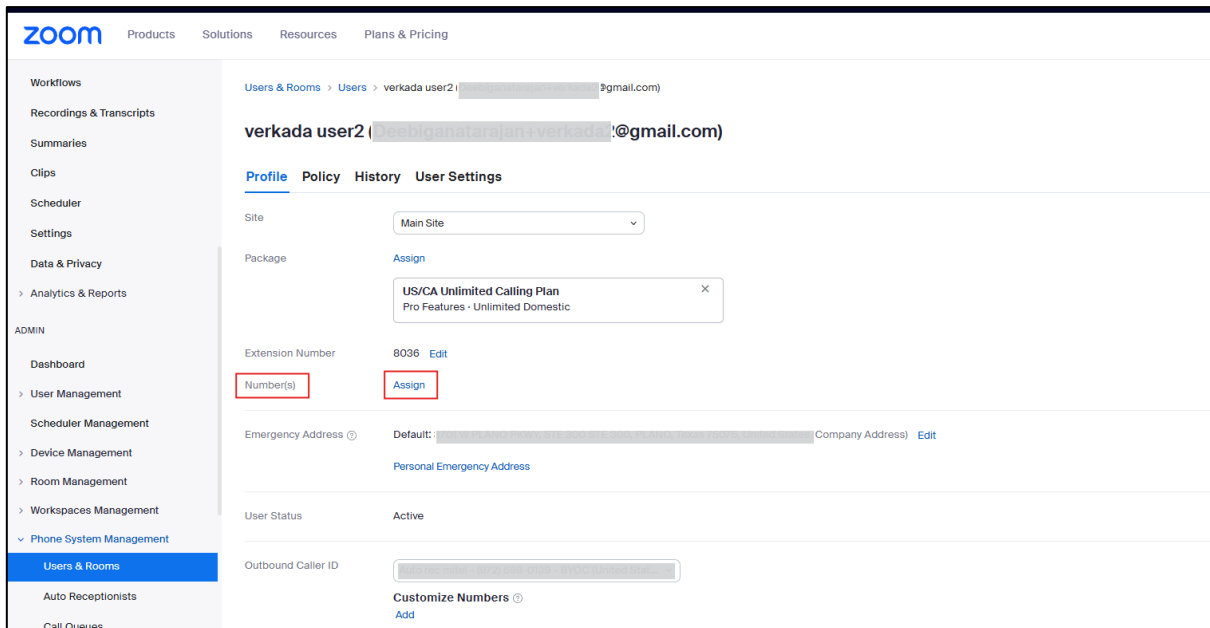 zoom Products Solutions Resources Plans & Pricing
Workflows
Recordings & Transcripts
Summaries
Clips
Scheduler
Settings
Data & Privacy
Analytics & Reports
ADMIN
Dashboard
User Management
Scheduler Management
Device Management
Room Management
Workspaces Management
Phone System Management
Users & Rooms
Auto Receptionists
Call Queues
Users & Rooms > Users > verkada user2 ( @gmail.com)
verkada user2 ( @gmail.com)
Profile Policy History User Settings
Site Main Site
Package Assign
US/CA Unlimited Calling Plan
Pro Features · Unlimited Domestic
Extension Number 8036 Edit
Number(s) Assign
Emergency Address Default: Company Address) Edit
Personal Emergency Address
User Status Active
Outbound Caller ID
Customize Numbers
Add